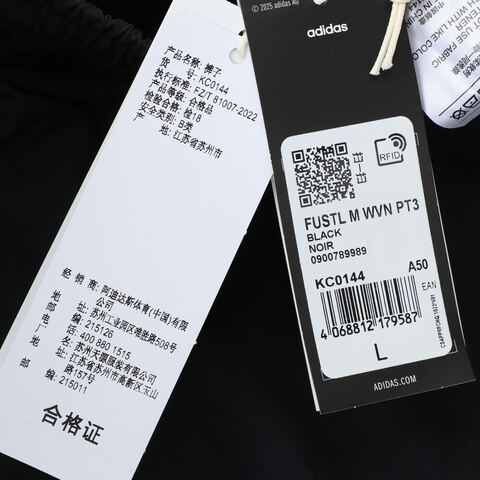 产品名称: 裤子
货 号: KC0144
执行标准: FZ/T 81007-2022
等 级: 合格品
检验合格: 检18
安全类别: B类
产 地: 江苏省苏州市
经 销 商: 阿迪达斯体育(中国)有限公司
地 址: 苏州工业园区德胜路508号
邮 编: 215126
电 话: 400 880 1515
制 造 商: 苏州天源服装有限公司
地 址: 江苏省苏州市高新区玉山路157号
邮 编: 215011
合格证
© 2025 adidas AG
adidas
RFID
FUSTL M WVN PT3
BLACK
NOIR
0900789989
KC0144
A50
EAN
4 068812 179587
L
ADIDAS.COM